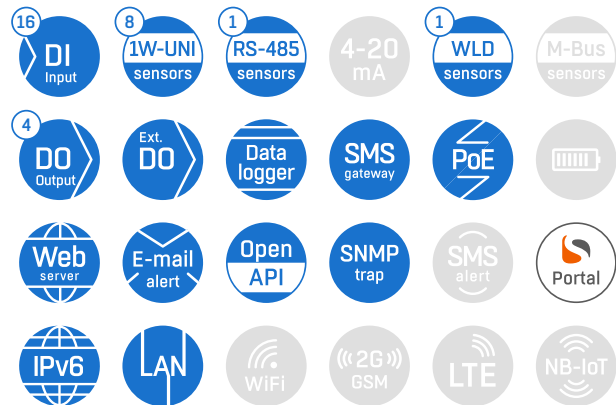 16
DI
Input
8
1W-UNI
sensors
1
RS-485
sensors
4-20
mA
1
WLD
sensors
M-Bus
sensors
4
DO
Output
Ext.
DO
Data
logger
SMS
gateway
PoE
Web
server
E-mail
alert
Open
API
SNMP
trap
SMS
alert
Portal
IPv6
LAN
WiFi
2G
GSM
LTE
NB-IoT